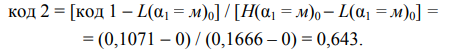 код 2 = [код 1 – L(α₁ = м)₀] / [H(α₁ = м)₀ – L(α₁ = м)₀] =
= (0,1071 – 0) / (0,1666 – 0) = 0,643.